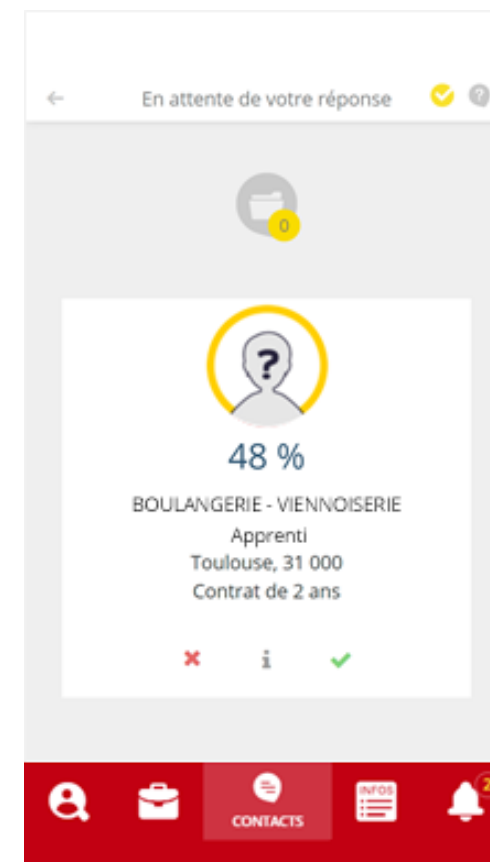 En attente de votre réponse
?
0
?
48 %
BOULANGERIE - VIENNOISERIE
Apprenti
Toulouse, 31 000
Contrat de 2 ans
i
CONTACTS
INFOS
2